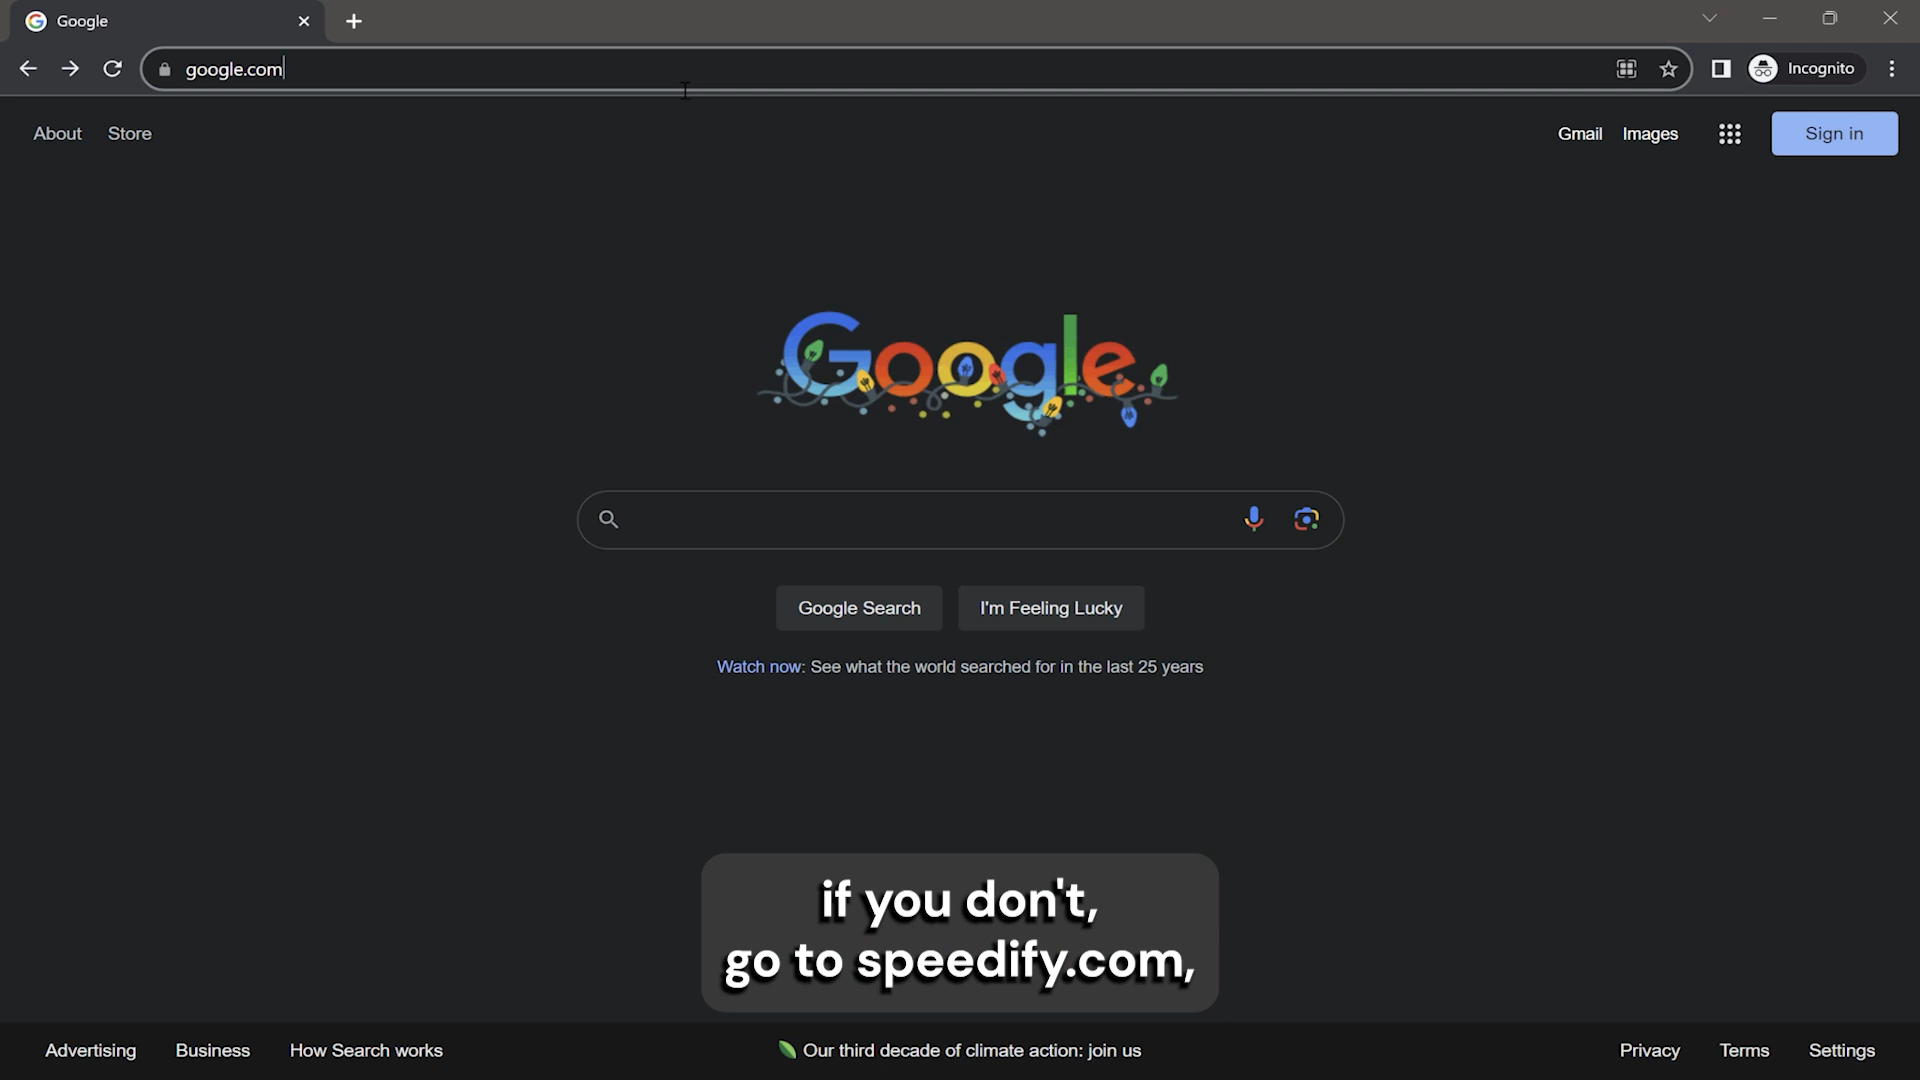 Google
google.com
Incognito
About Store
Gmail Images Sign in
Google
Google Search I'm Feeling Lucky
Watch now: See what the world searched for in the last 25 years
if you don't,
go to speedify.com,
Advertising Business How Search works
Our third decade of climate action: join us
Privacy Terms Settings